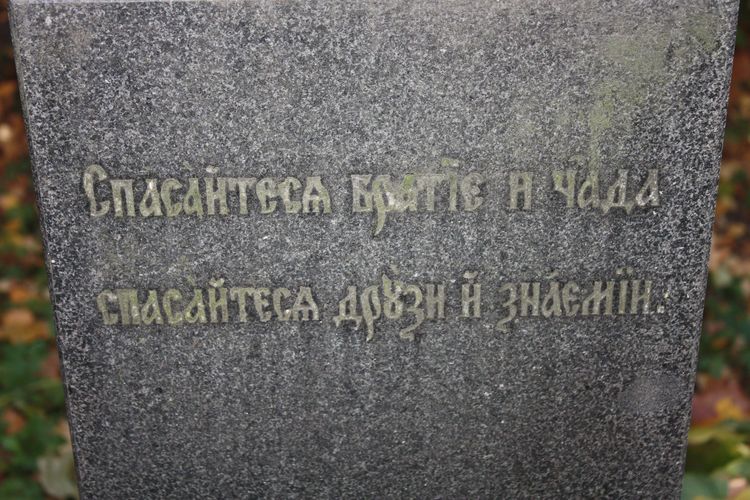 Спаса́йтесѧ бра́тїе и ча̑да
спаса́йтесѧ дрꙋ́зи и҆ зна́емїи.